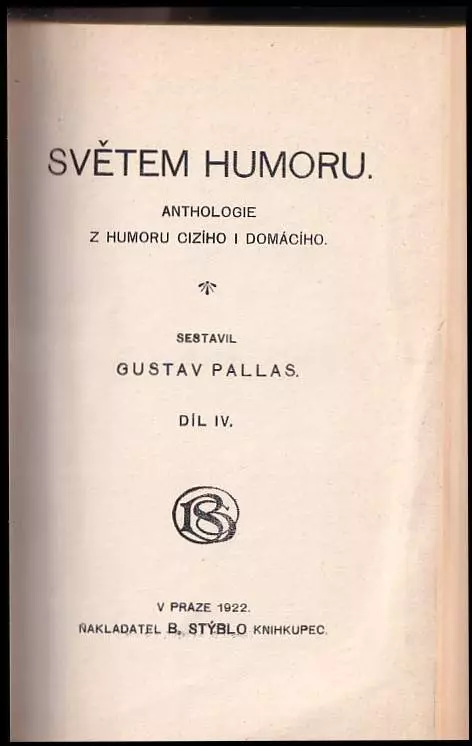 SVĚTEM HUMORU.
ANTHOLOGIE
Z HUMORU CIZÍHO I DOMÁCÍHO.
SESTAVIL
GUSTAV PALLAS.
DÍL IV.
BS
V PRAZE 1922.
NAKLADATEL B. STÝBLO KNIHKUPEC.